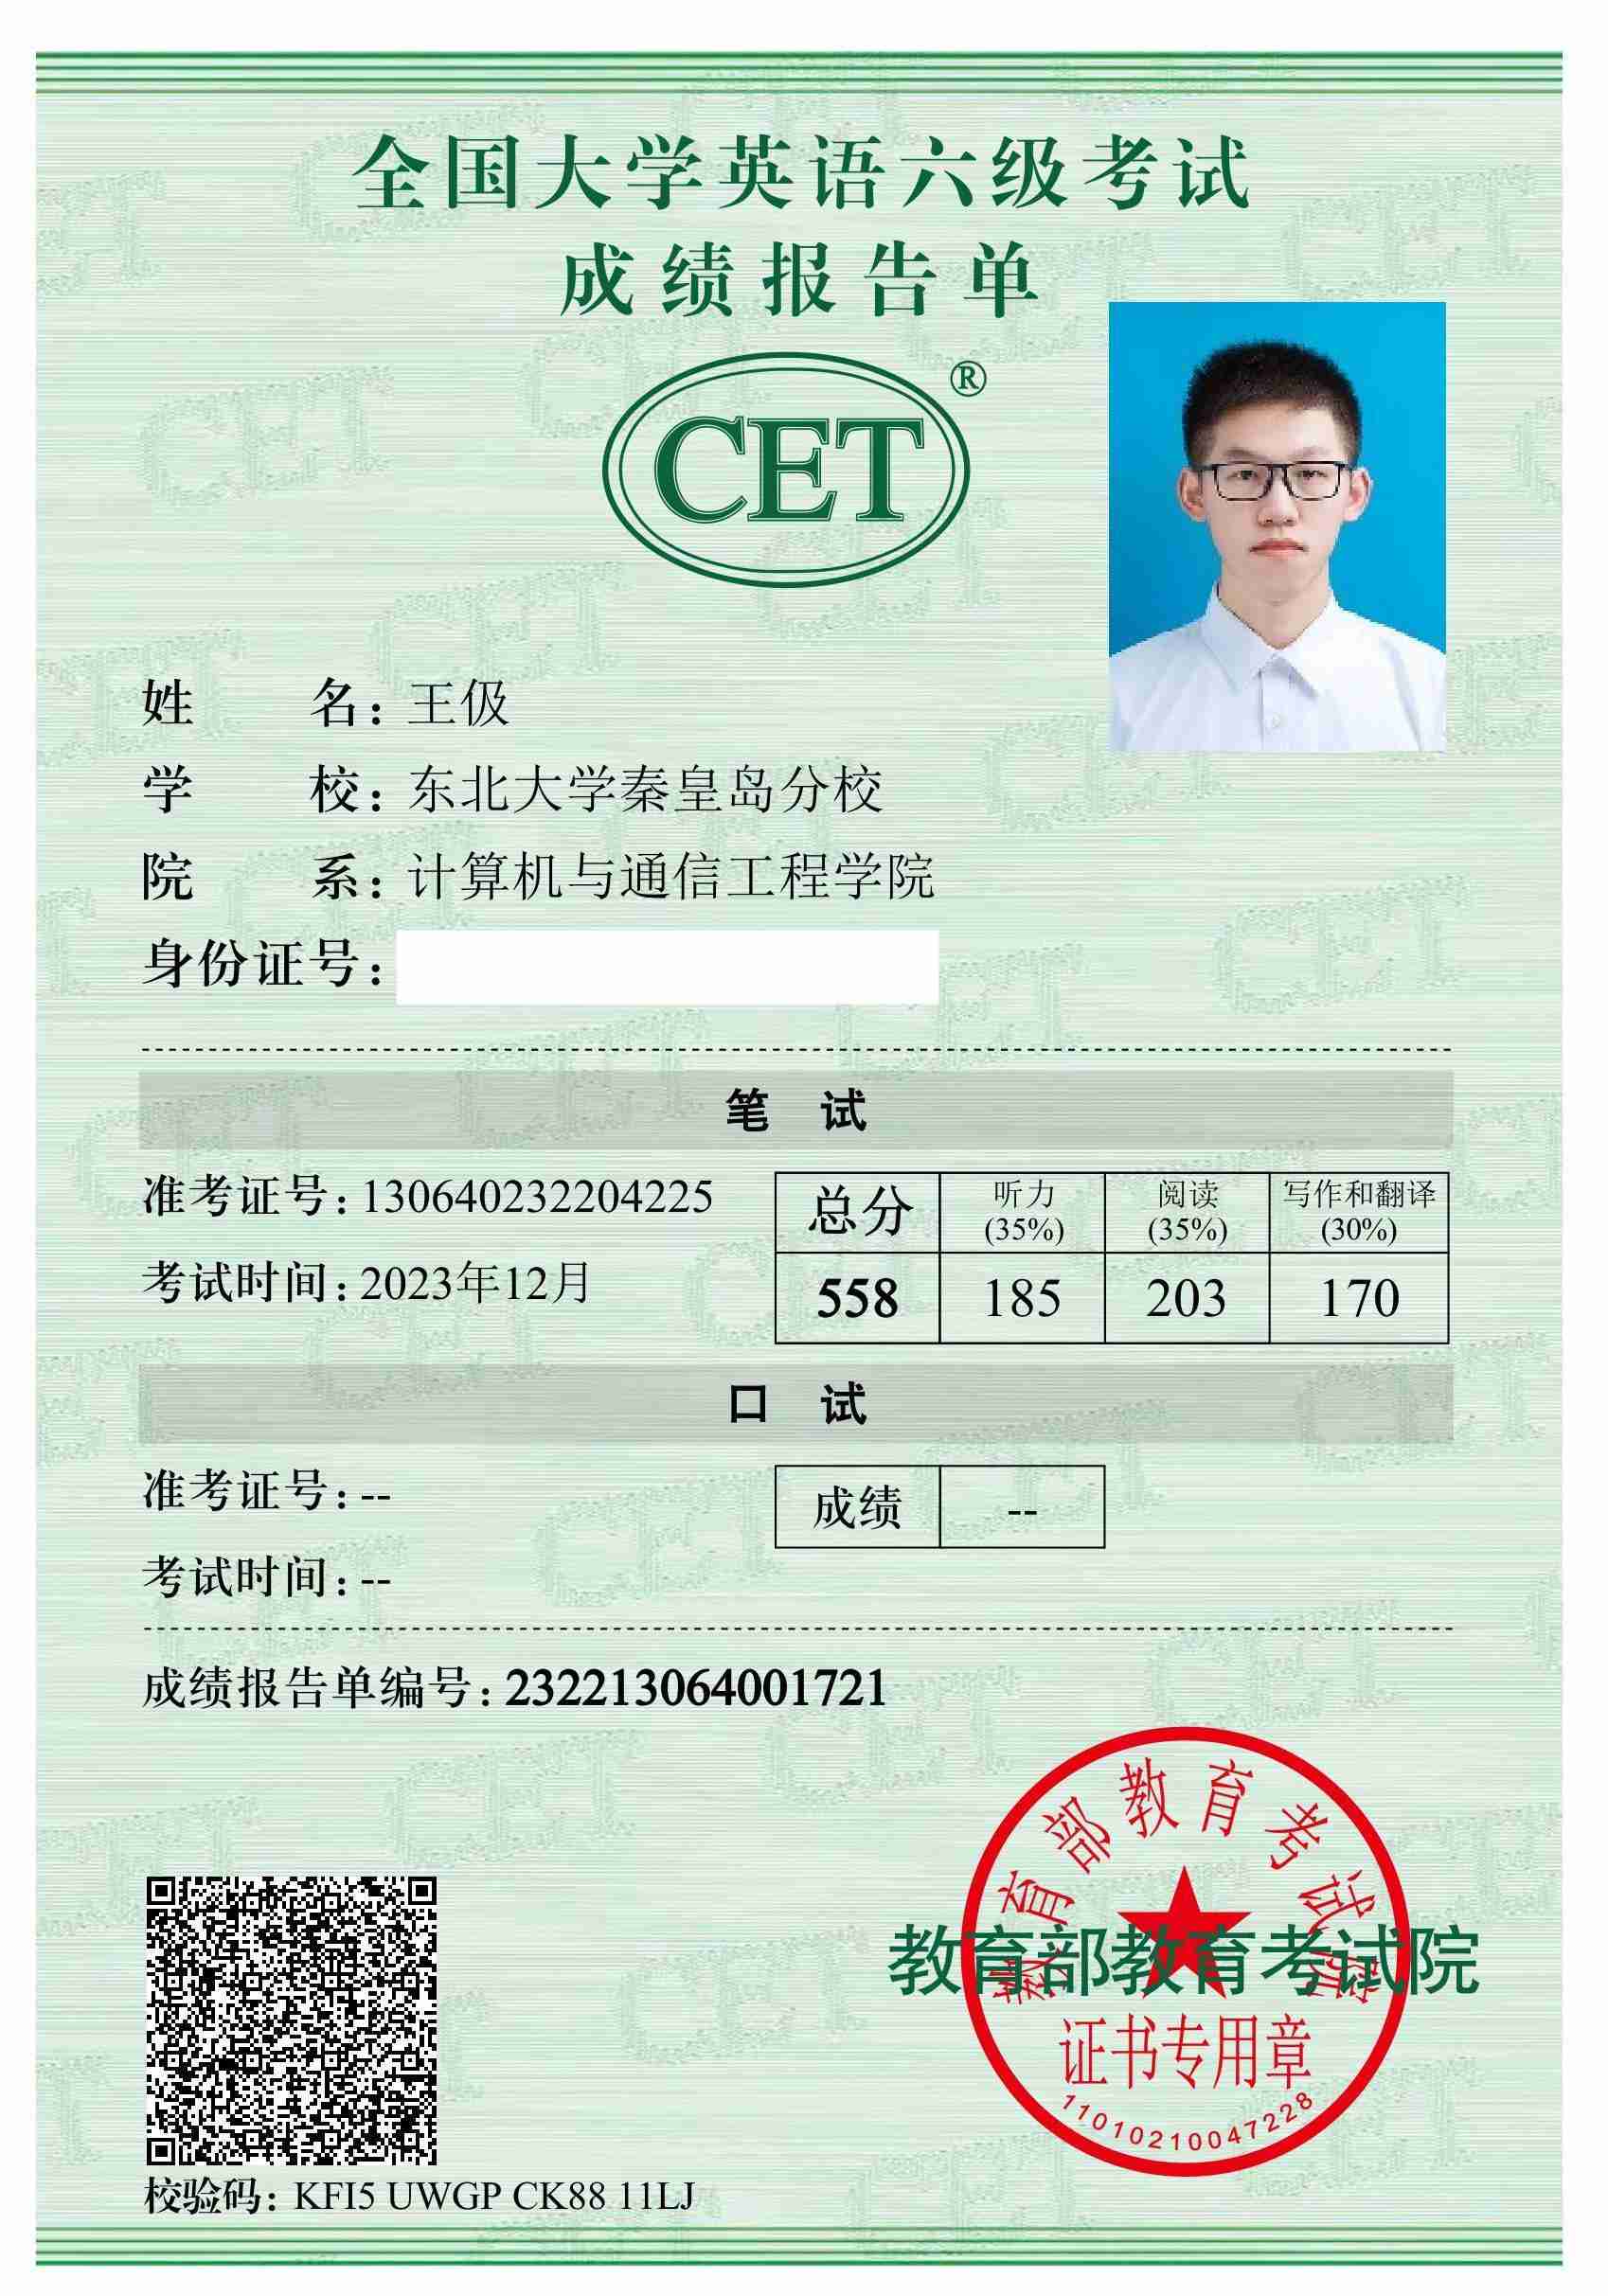 全国大学英语六级考试
成绩报告单
CET®
姓 名：王伋
学 校：东北大学秦皇岛分校
院 系：计算机与通信工程学院
身份证号：
笔 试
准考证号：130640232204225
考试时间：2023年12月
总分 听力(35%) 阅读(35%) 写作和翻译(30%)
558 185 203 170
口 试
准考证号：--
成绩 --
考试时间：--
成绩报告单编号：232213064001721
教育部教育考试院
教育部教育考试院
证书专用章
11010210047228
校验码：KFI5 UWGP CK88 11LJ